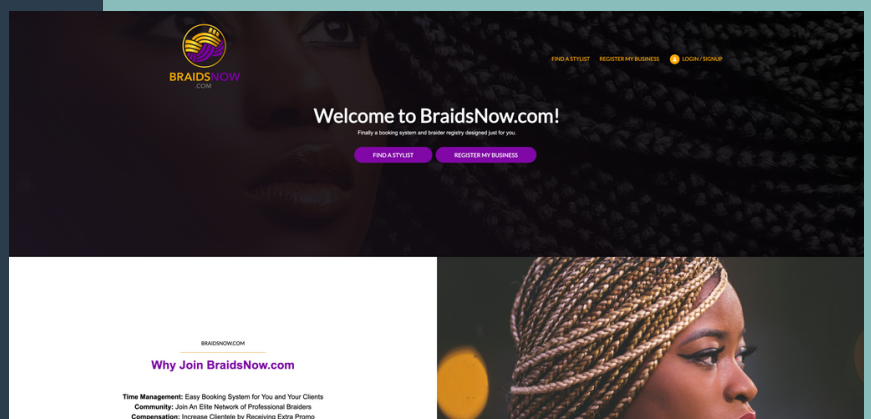 BRAIDSNOW
.COM
FIND A STYLIST
REGISTER MY BUSINESS
LOGIN / SIGNUP
Welcome to BraidsNow.com!
Finally a booking system and braider registry designed just for you.
FIND A STYLIST
REGISTER MY BUSINESS
BRAIDSNOW.COM
Why Join BraidsNow.com
Time Management: Easy Booking System for You and Your Clients
Community: Join An Elite Network of Professional Braiders
Compensation: Increase Clientele by Receiving Extra Promo